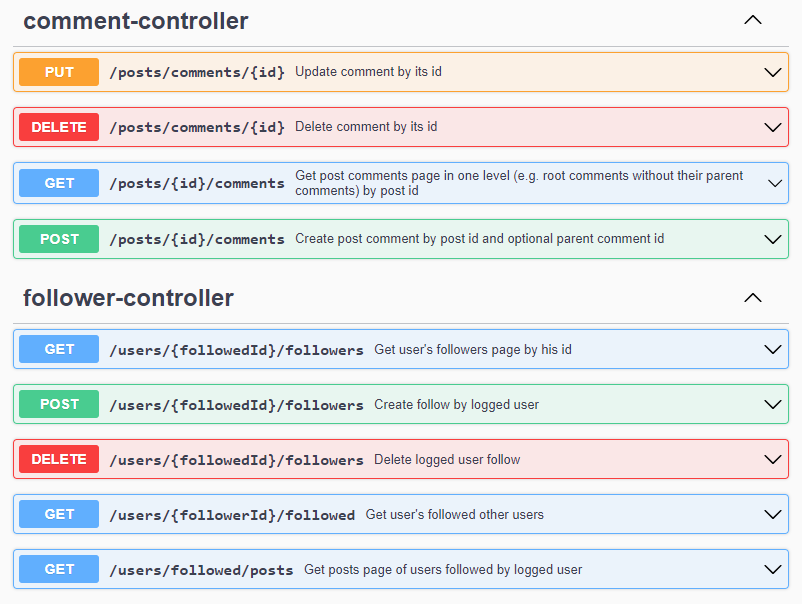 comment-controller
PUT /posts/comments/{id} Update comment by its id
DELETE /posts/comments/{id} Delete comment by its id
GET /posts/{id}/comments Get post comments page in one level (e.g. root comments without their parent
comments) by post id
POST /posts/{id}/comments Create post comment by post id and optional parent comment id
follower-controller
GET /users/{followedId}/followers Get user's followers page by his id
POST /users/{followedId}/followers Create follow by logged user
DELETE /users/{followedId}/followers Delete logged user follow
GET /users/{followerId}/followed Get user's followed other users
GET /users/followed/posts Get posts page of users followed by logged user